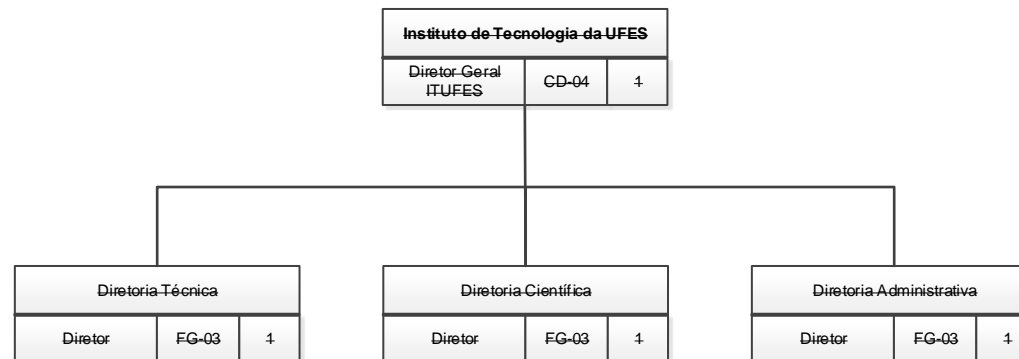 Instituto de Tecnologia da UFES
Diretor Geral
ITUFES
CD-04
1
Diretoria Técnica
Diretor
FG-03
1
Diretoria Científica
Diretor
FG-03
1
Diretoria Administrativa
Diretor
FG-03
1